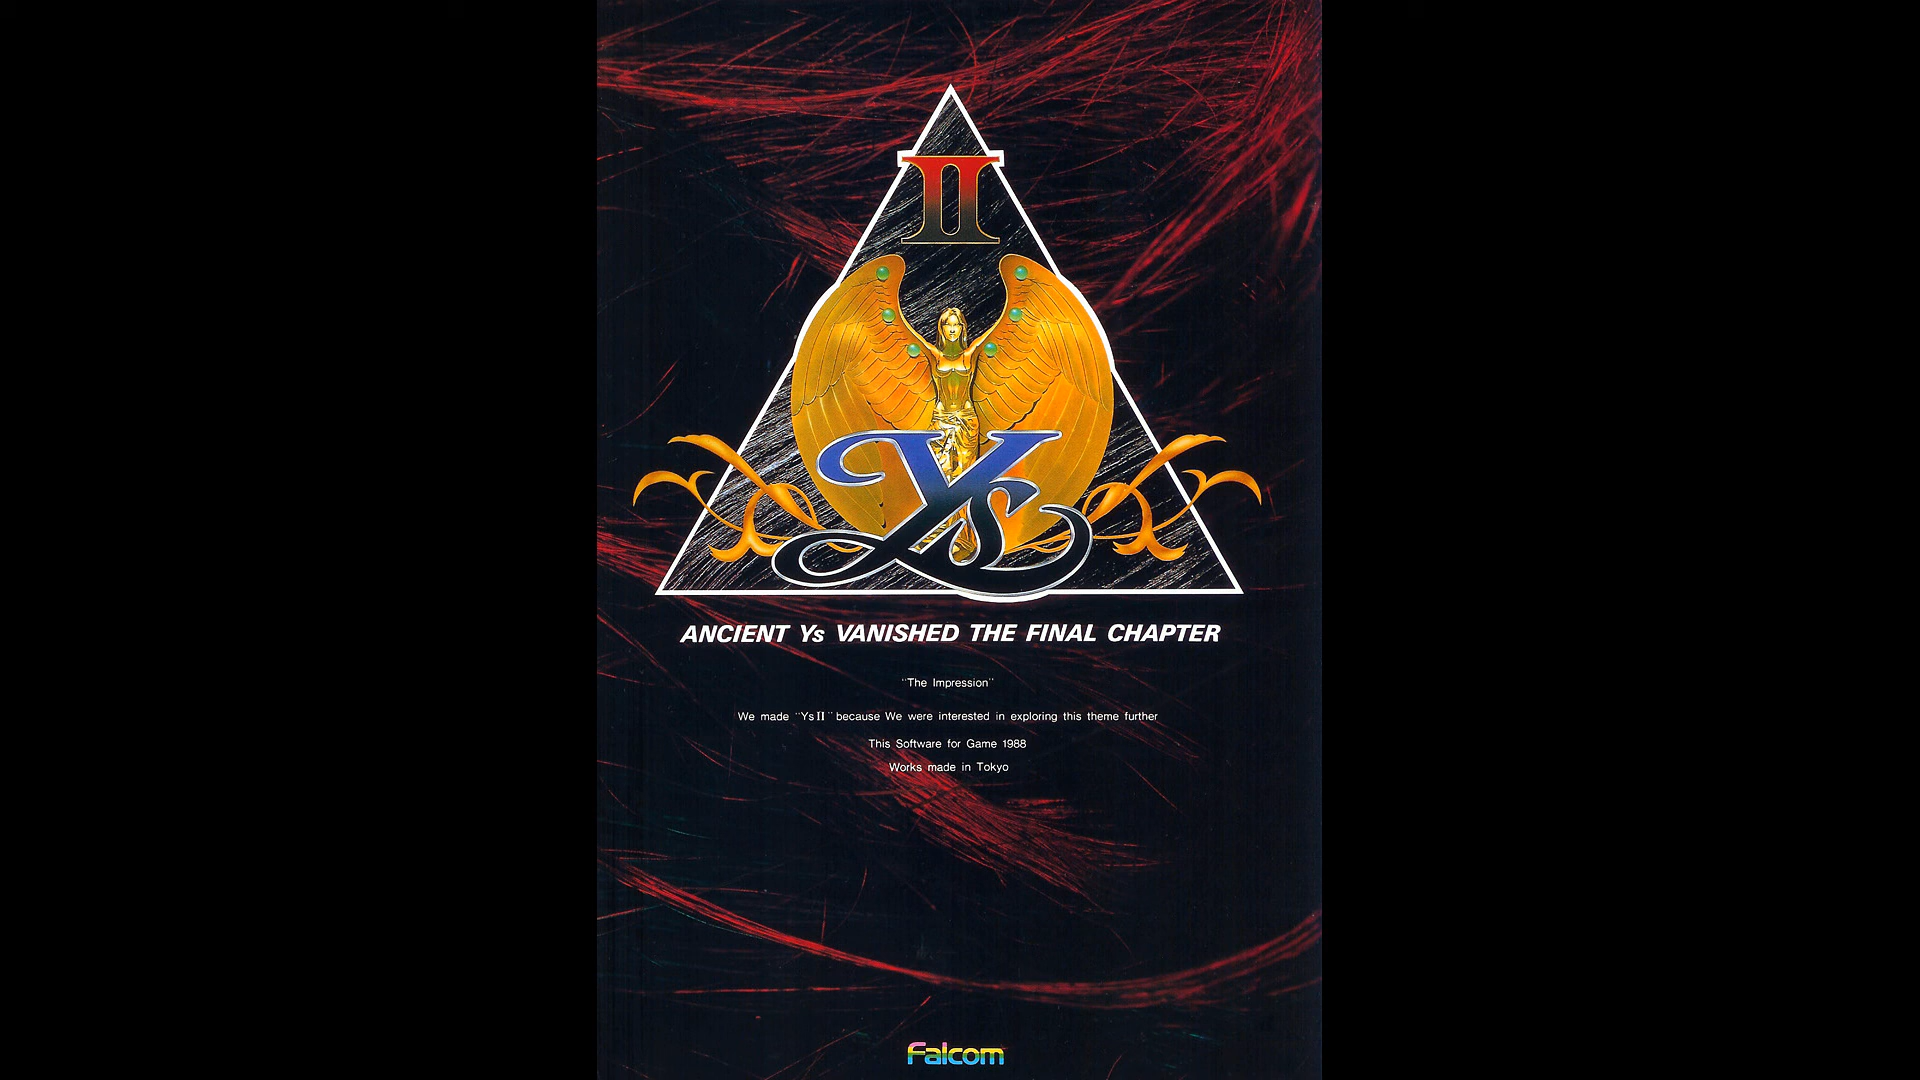 II
Ys
ANCIENT Ys VANISHED THE FINAL CHAPTER
"The Impression"
We made "Ys II" because We were interested in exploring this theme further
This Software for Game 1988
Works made in Tokyo
Falcom